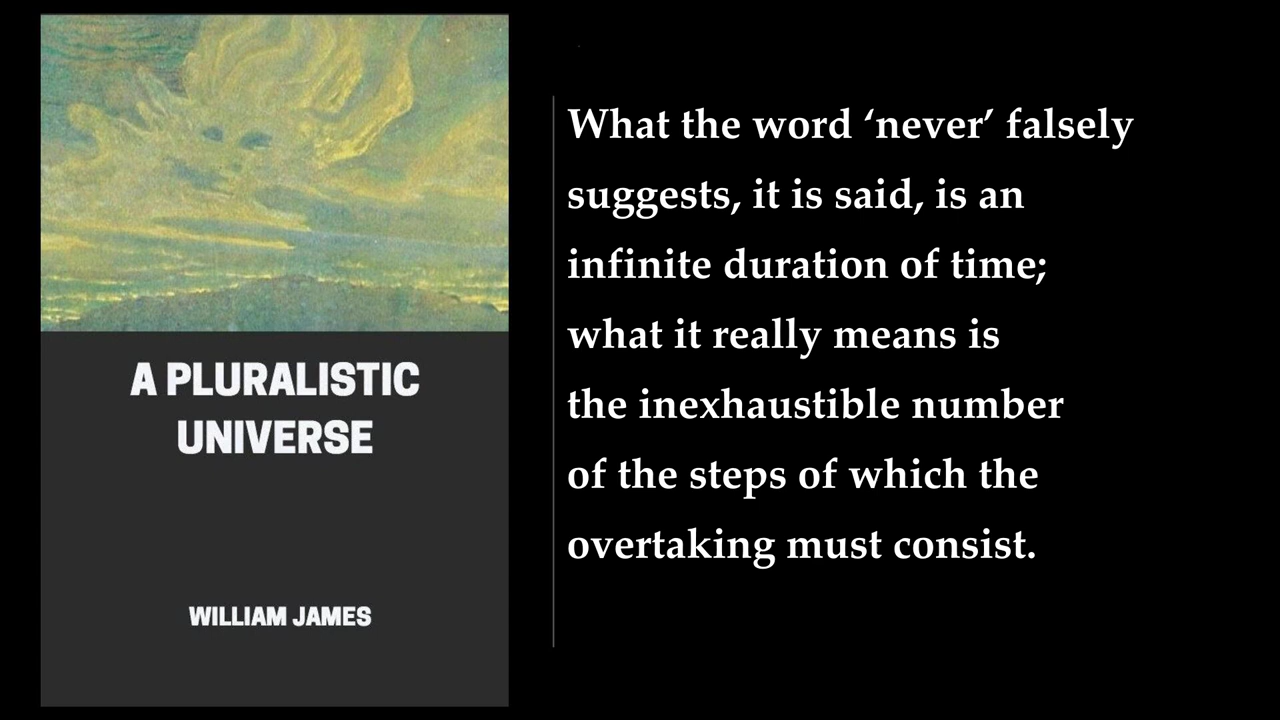 A PLURALISTIC
UNIVERSE
WILLIAM JAMES
What the word ‘never’ falsely
suggests, it is said, is an
infinite duration of time;
what it really means is
the inexhaustible number
of the steps of which the
overtaking must consist.